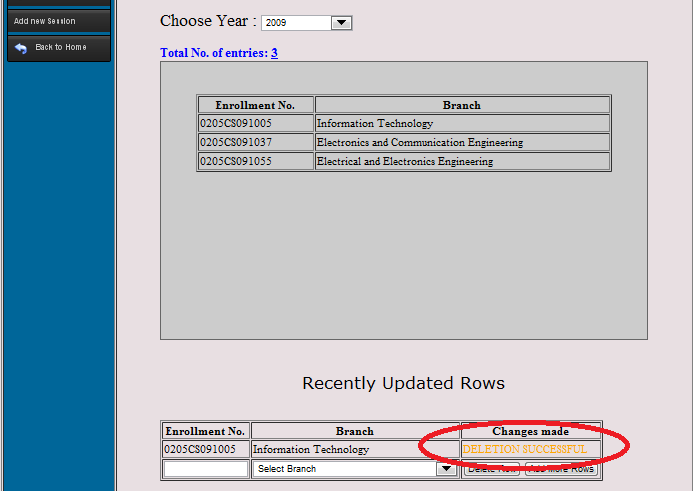 Add new Session
Back to Home
Choose Year : 2009
Total No. of entries: 3
Enrollment No. Branch
0205CS091005 Information Technology
0205CS091037 Electronics and Communication Engineering
0205CS091055 Electrical and Electronics Engineering
Recently Updated Rows
Enrollment No. Branch Changes made
0205CS091005 Information Technology DELETION SUCCESSFUL
Select Branch Delete Row Add More Rows